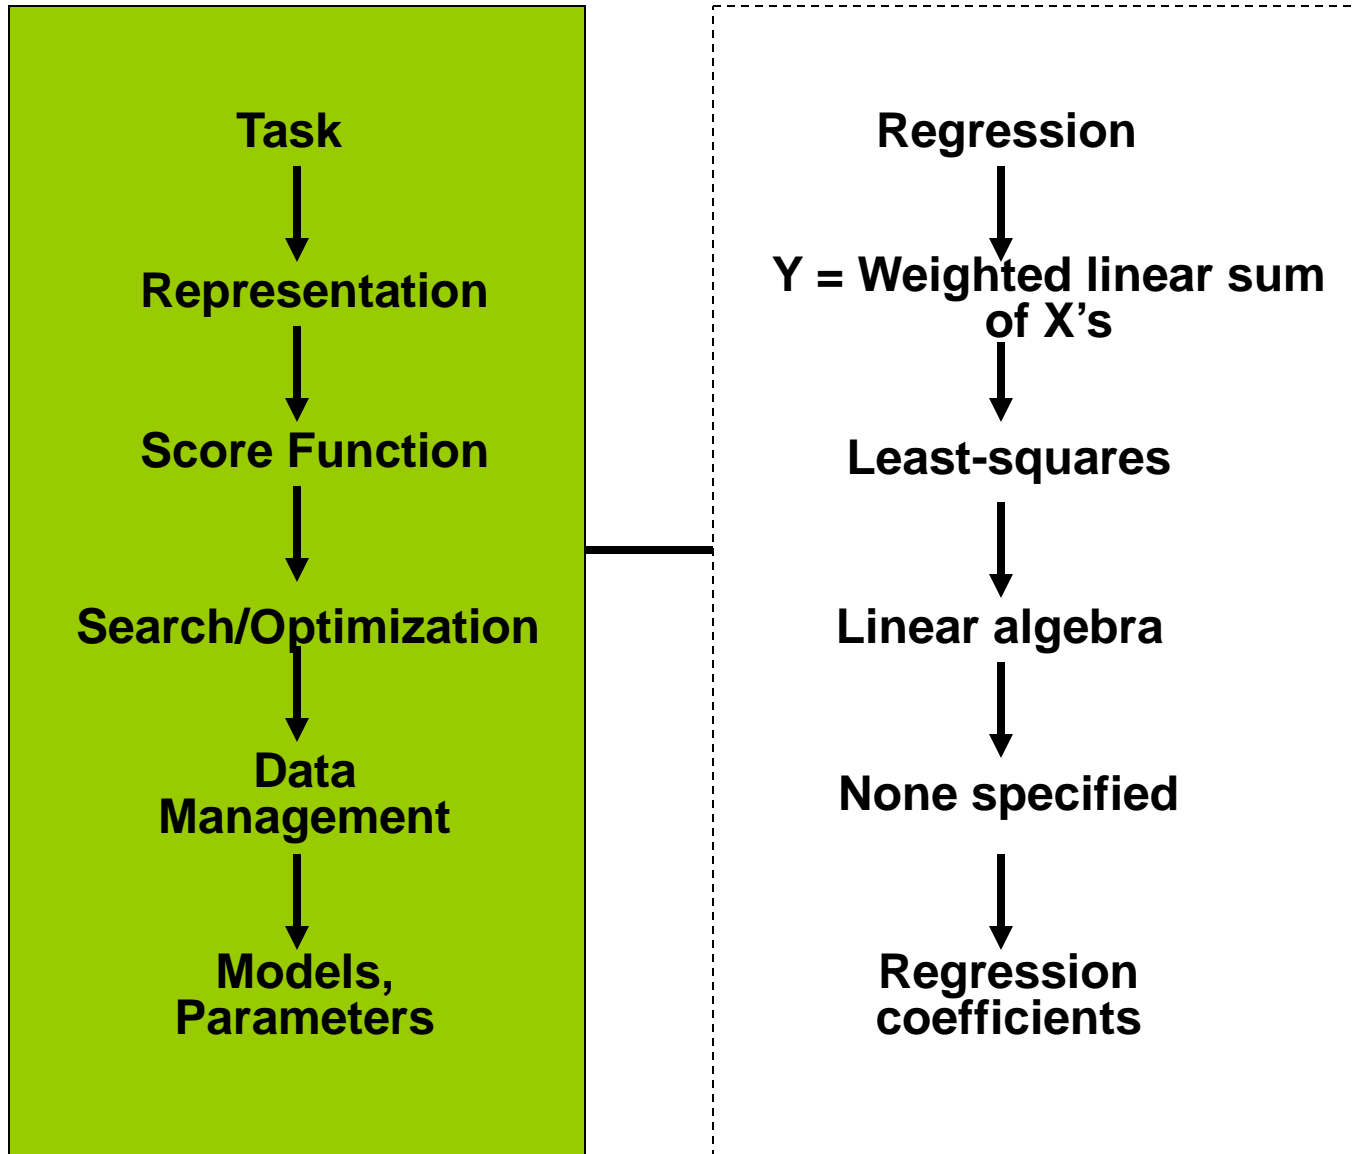 Task
Representation
Score Function
Search/Optimization
Data
Management
Models,
Parameters
Regression
Y = Weighted linear sum
of X’s
Least-squares
Linear algebra
None specified
Regression
coefficients